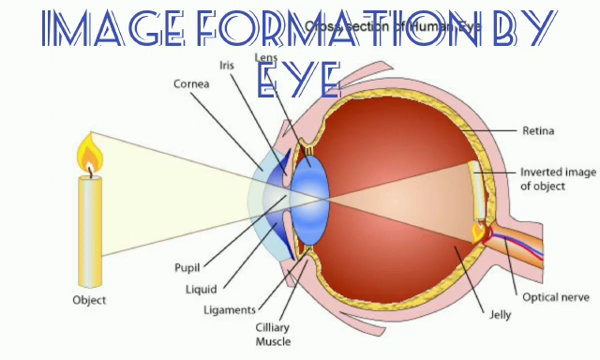 IMAGE FORMATION BY
EYE
Cross section of Human Eye
Lens
Iris
Cornea
Retina
Inverted image
of object
Pupil
Liquid
Ligaments
Cilliary
Muscle
Object
Optical nerve
Jelly